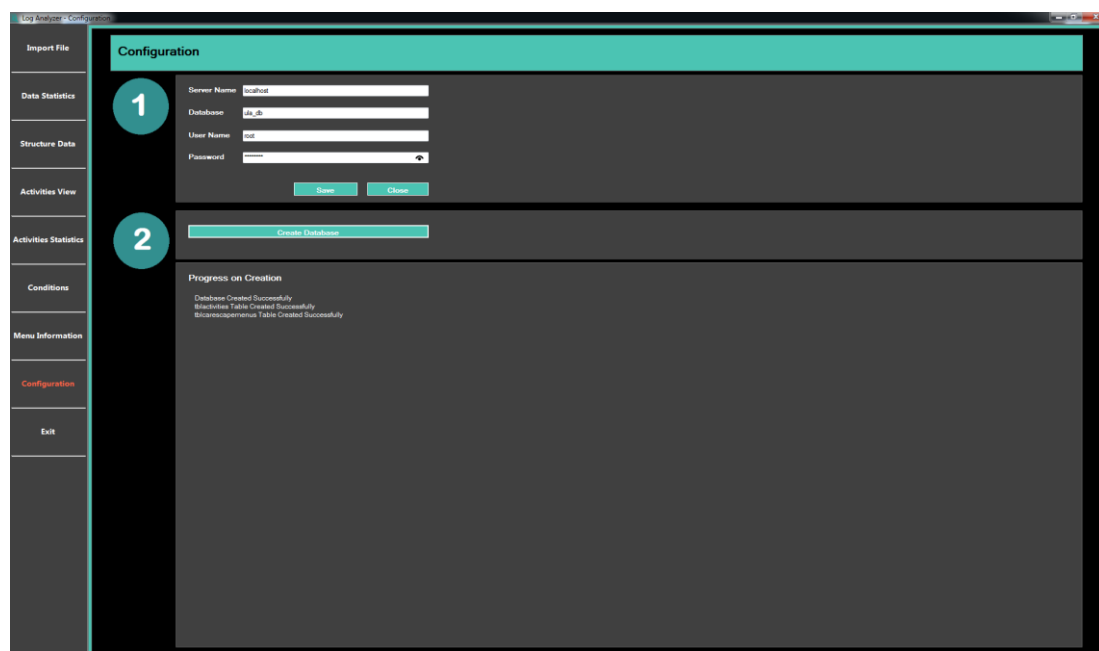 Log Analyzer - Configuration
Import File
Data Statistics
Structure Data
Activities View
Activities Statistics
Conditions
Menu Information
Configuration
Exit
Configuration
1
Server Name localhost
Database ula_db
User Name root
Password ********
Save Close
2
Create Database
Progress on Creation
Database Created Successfully
tblactivities Table Created Successfully
tblcarescapemenus Table Created Successfully